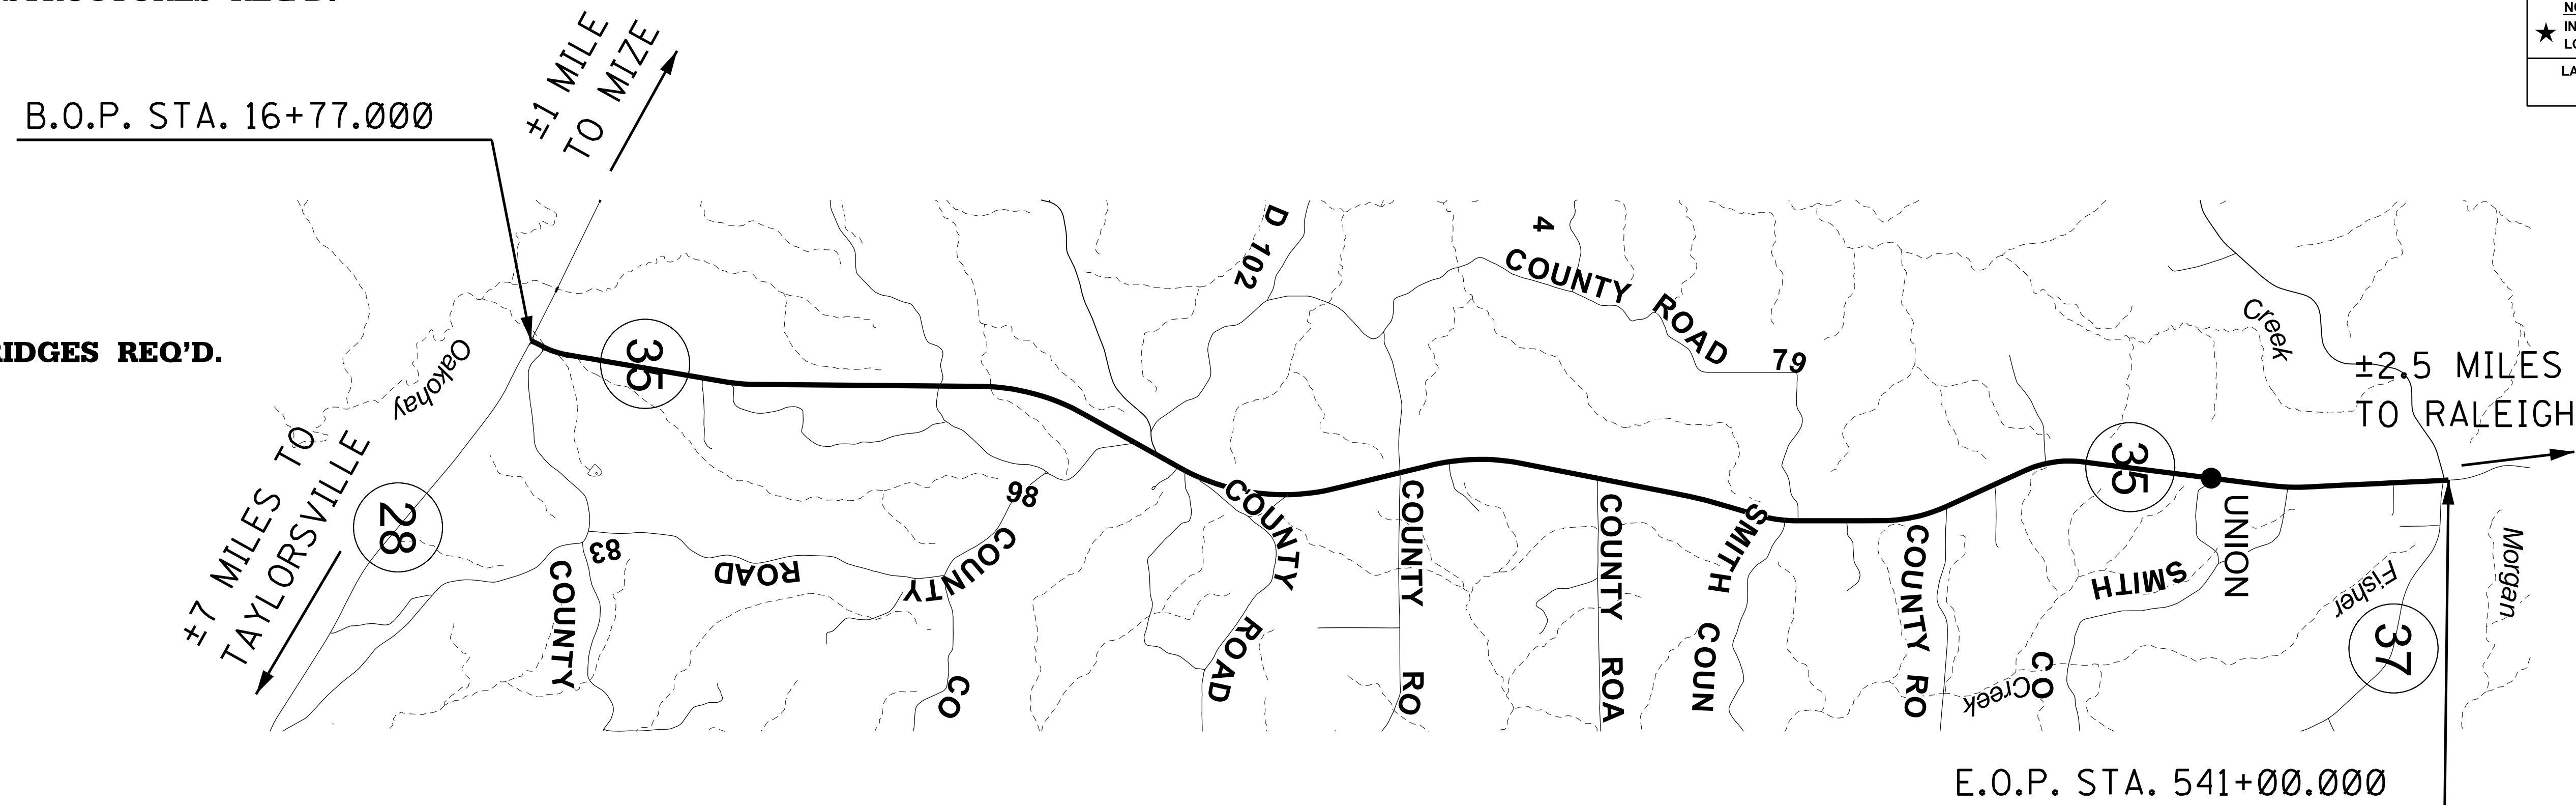 B.O.P. STA. 16+77.000
±1 MILE
TO MIZE
RIDGES REQ'D.
±7 MILES TO
TAYLORSVILLE
Oakohay
28
35
COUNTY
83
ROAD
COUNTY
98
CO
D 102
COUNTY
ROAD
COUNTY
RO
4
COUNTY
ROAD
79
COUNTY
ROA
SMITH
COUN
COUNTY
RO
35
UNION
SMITH
CO
Creek
Fisher
Creek
±2.5 MILES
TO RALEIGH
Morgan
37
E.O.P. STA. 541+00.000
★